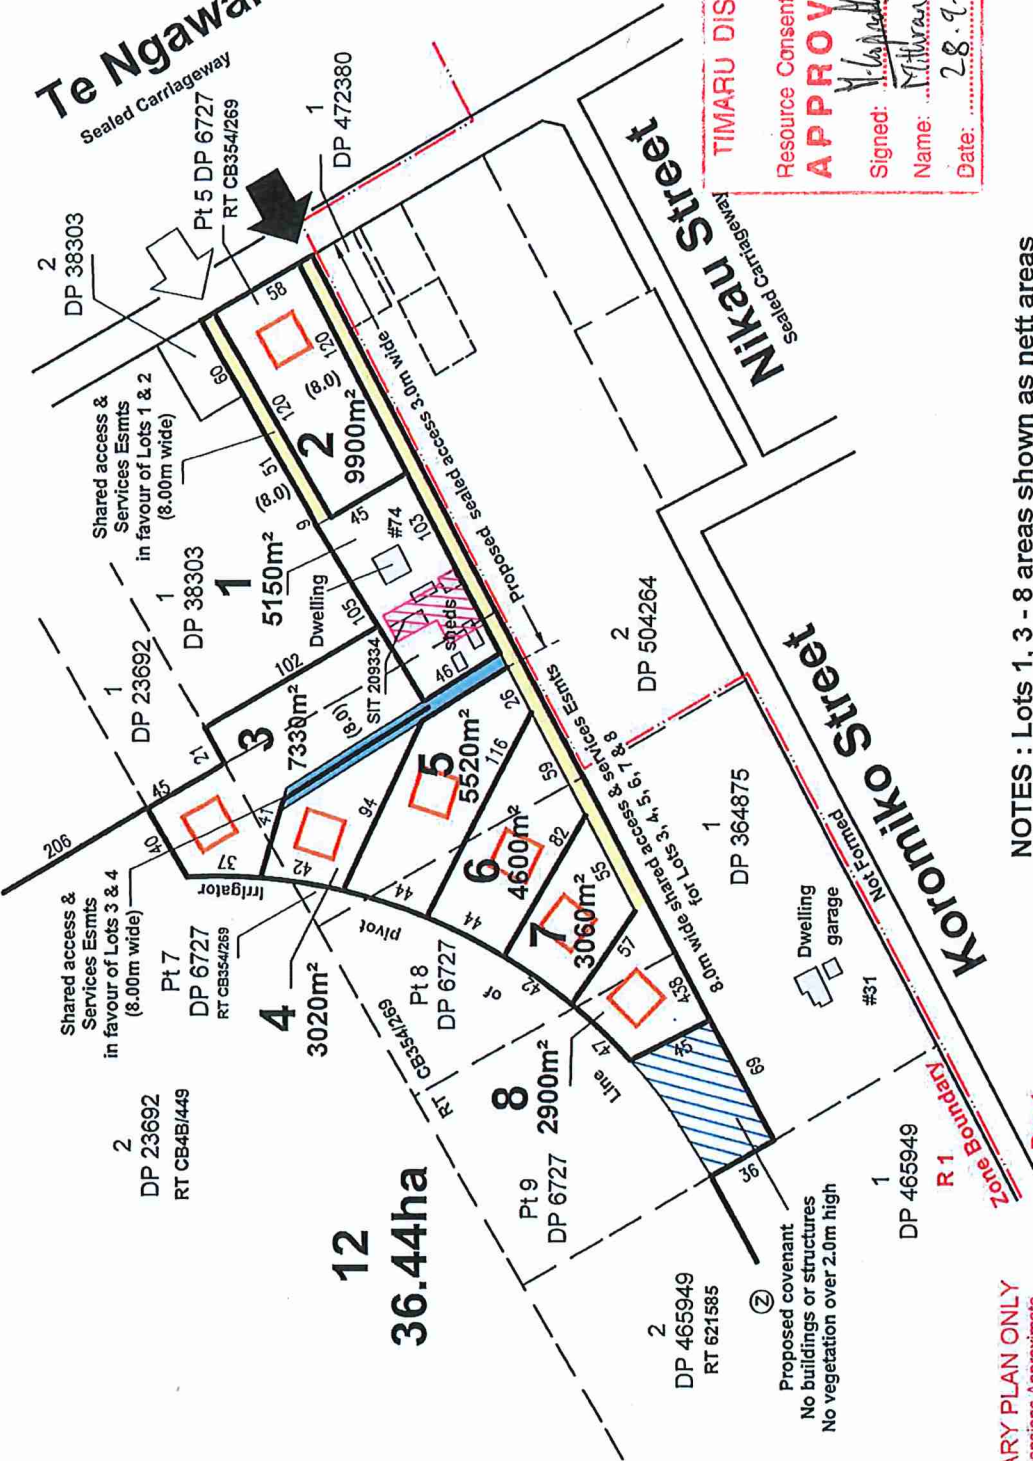 Te Ngawa
Sealed Carriageway
2
DP 38303
Pt 5 DP 6727
RT CB354/269
1
DP 472380
TIMARU DIS
Resource Consent
APPROV
Signed:
Name:
Date: 28.9
Nikau Street
Sealed Carriageway
Shared access &
Services Esmts
in favour of Lots 1 & 2
(8.00m wide)
60
58
120
120
(8.0)
51
(8.0)
9
2
9900m²
45
103
#74
Proposed sealed access 3.0m wide
1
DP 38303
1
5150m²
Dwelling
105
sheds
SIT 209334
46
1
DP 23692
102
21
45
206
40
3
7330m²
(8.0)
41
37
Irrigator
42
94
5
5520m²
116
26
59
6
4600m²
82
44
44
pivot
of
Line
7
3060m²
55
57
42
47
438
45
69
36
8.0m wide shared access & services Esmts
for Lots 3, 4, 5, 6, 7 & 8
2
DP 504264
1
DP 364875
Shared access &
Services Esmts
in favour of Lots 3 & 4
(8.00m wide)
Pt 7
DP 6727
RT CB354/269
4
3020m²
Pt 8
DP 6727
RT CB354/269
8
2900m²
Pt 9
DP 6727
2
DP 23692
RT CB4B/449
12
36.44ha
Dwelling
garage
#31
Koromiko Street
Not Formed
Zone Boundary
R 1
1
DP 465949
2
DP 465949
RT 621585
Z
Proposed covenant
No buildings or structures
No vegetation over 2.0m high
NOTES : Lots 1, 3 - 8 areas shown as nett areas
ARY PLAN ONLY